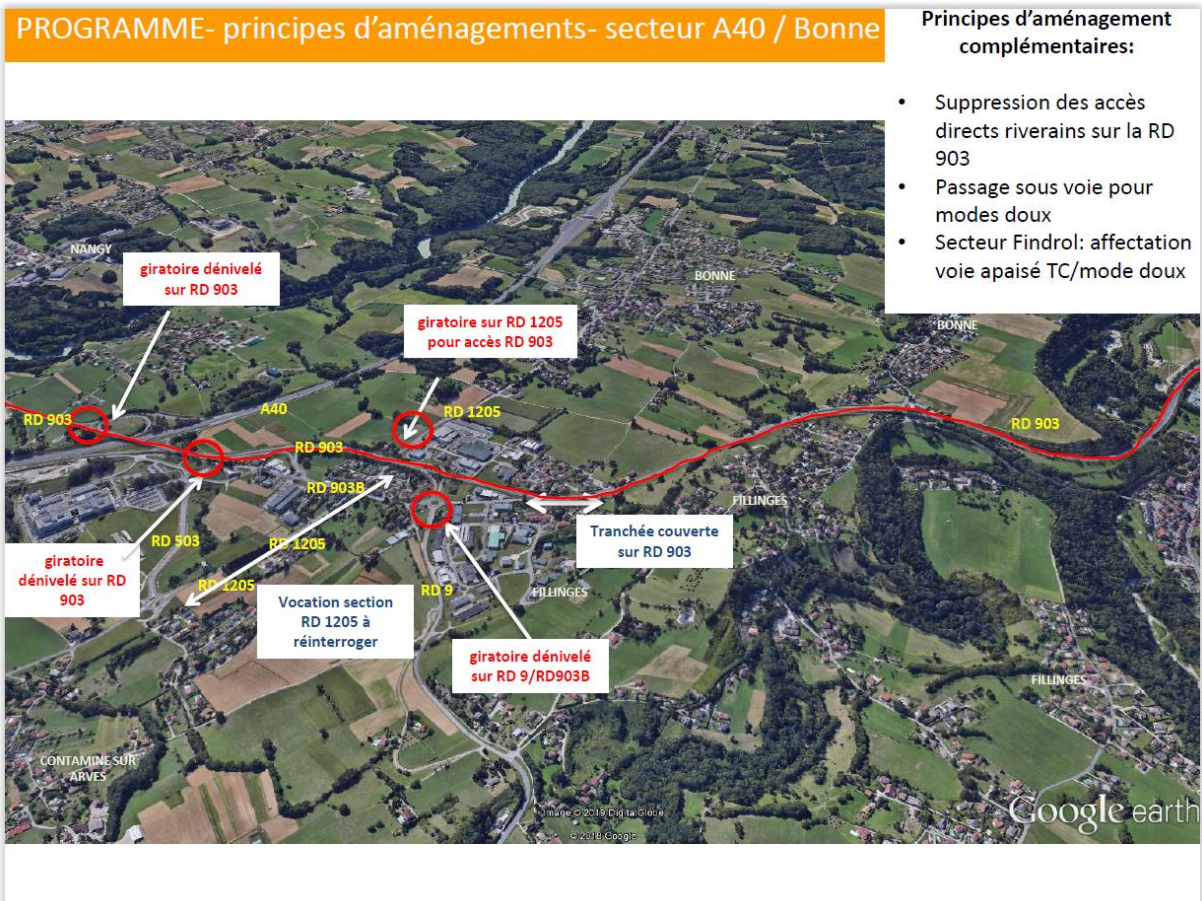 PROGRAMME- principes d’aménagements- secteur A40 / Bonne
Principes d’aménagement
complémentaires:
• Suppression des accès
directs riverains sur la RD
903
• Passage sous voie pour
modes doux
• Secteur Findrol: affectation
voie apaisé TC/mode doux
NANGY
giratoire dénivelé
sur RD 903
BONNE
giratoire sur RD 1205
pour accès RD 903
BONNE
RD 903
A40
RD 1205
RD 903
RD 903
RD 903B
FILLINGES
Tranchée couverte
sur RD 903
RD 503
RD 1205
giratoire
dénivelé sur RD
903
RD 1205
Vocation section
RD 1205 à
réinterroger
RD 9
FILLINGES
giratoire dénivelé
sur RD 9/RD903B
FILLINGES
CONTAMINE SUR
ARVES
Image © 2019 DigitalGlobe
© 2018 Google
Google earth